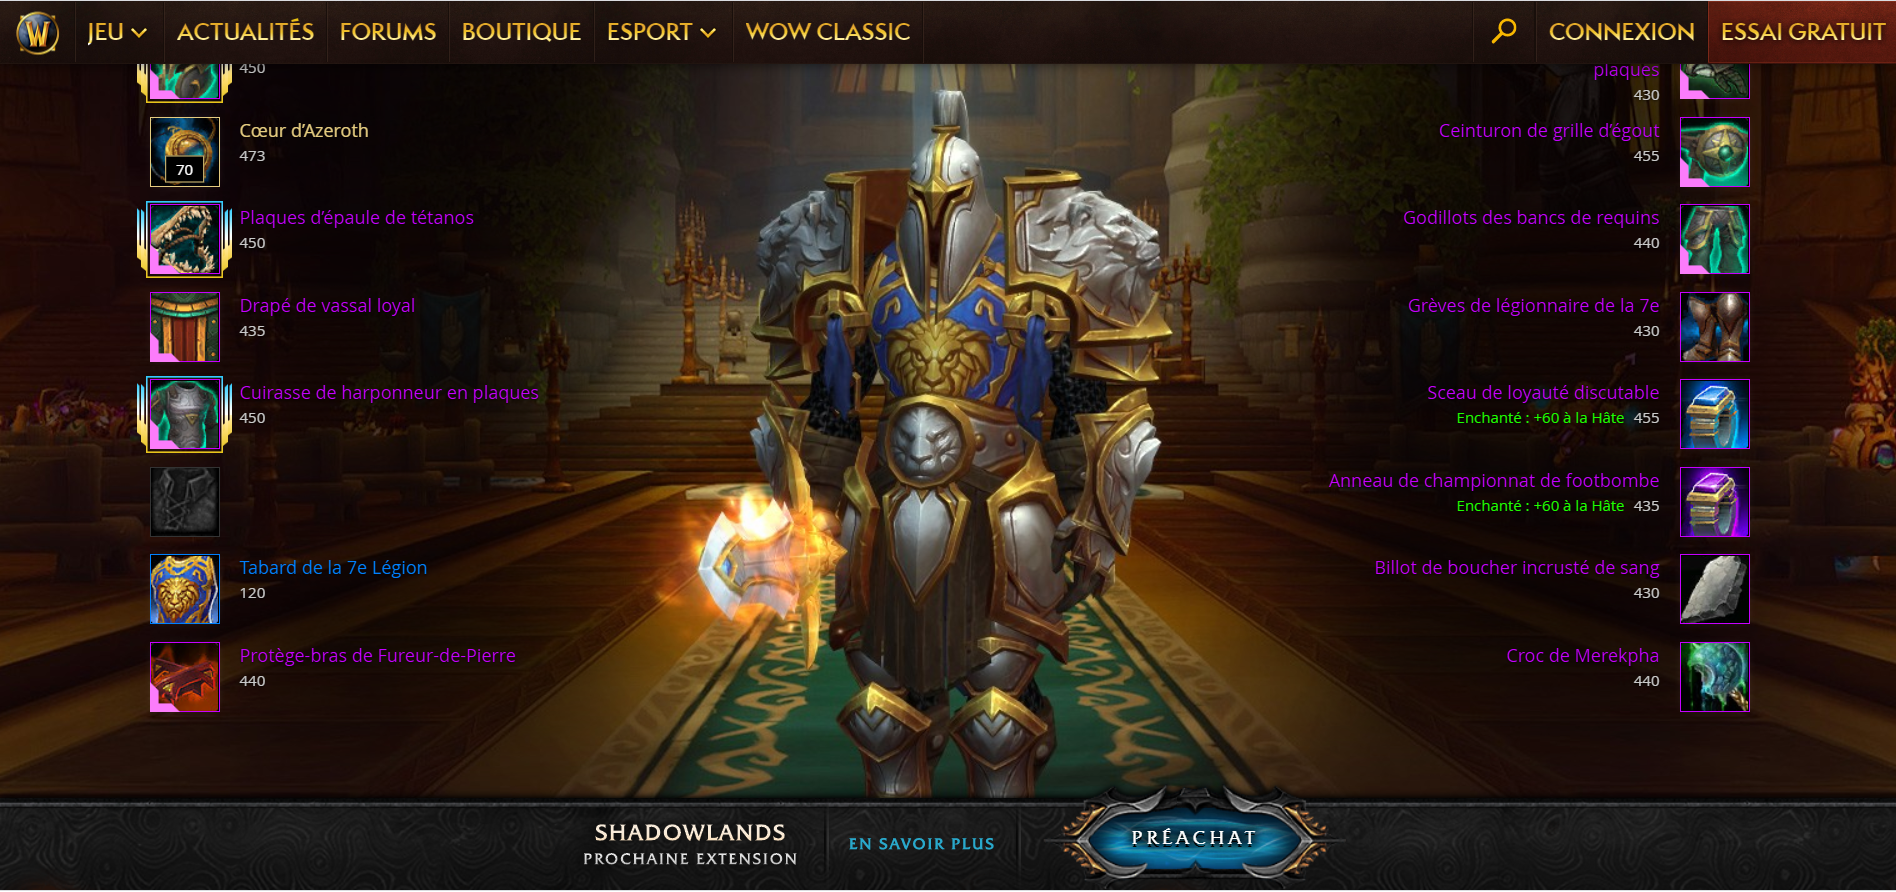 JEU
ACTUALITÉS
FORUMS
BOUTIQUE
ESPORT
WOW CLASSIC
CONNEXION
ESSAI GRATUIT
450
Cœur d'Azeroth
473
70
Plaques d'épaule de tétanos
450
Drapé de vassal loyal
435
Cuirasse de harponneur en plaques
450
Tabard de la 7e Légion
120
Protège-bras de Fureur-de-Pierre
440
plaques
430
Ceinturon de grille d'égout
455
Godillots des bancs de requins
440
Grèves de légionnaire de la 7e
430
Sceau de loyauté discutable
Enchanté : +60 à la Hâte 455
Anneau de championnat de footbombe
Enchanté : +60 à la Hâte 435
Billot de boucher incrusté de sang
430
Croc de Merekpha
440
SHADOWLANDS
PROCHAINE EXTENSION
EN SAVOIR PLUS
PRÉACHAT